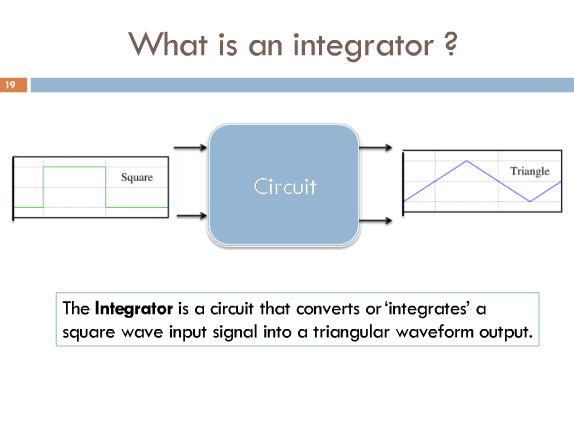 What is an integrator ?
19
Square
Circuit
Triangle
The Integrator is a circuit that converts or ‘integrates’ a
square wave input signal into a triangular waveform output.